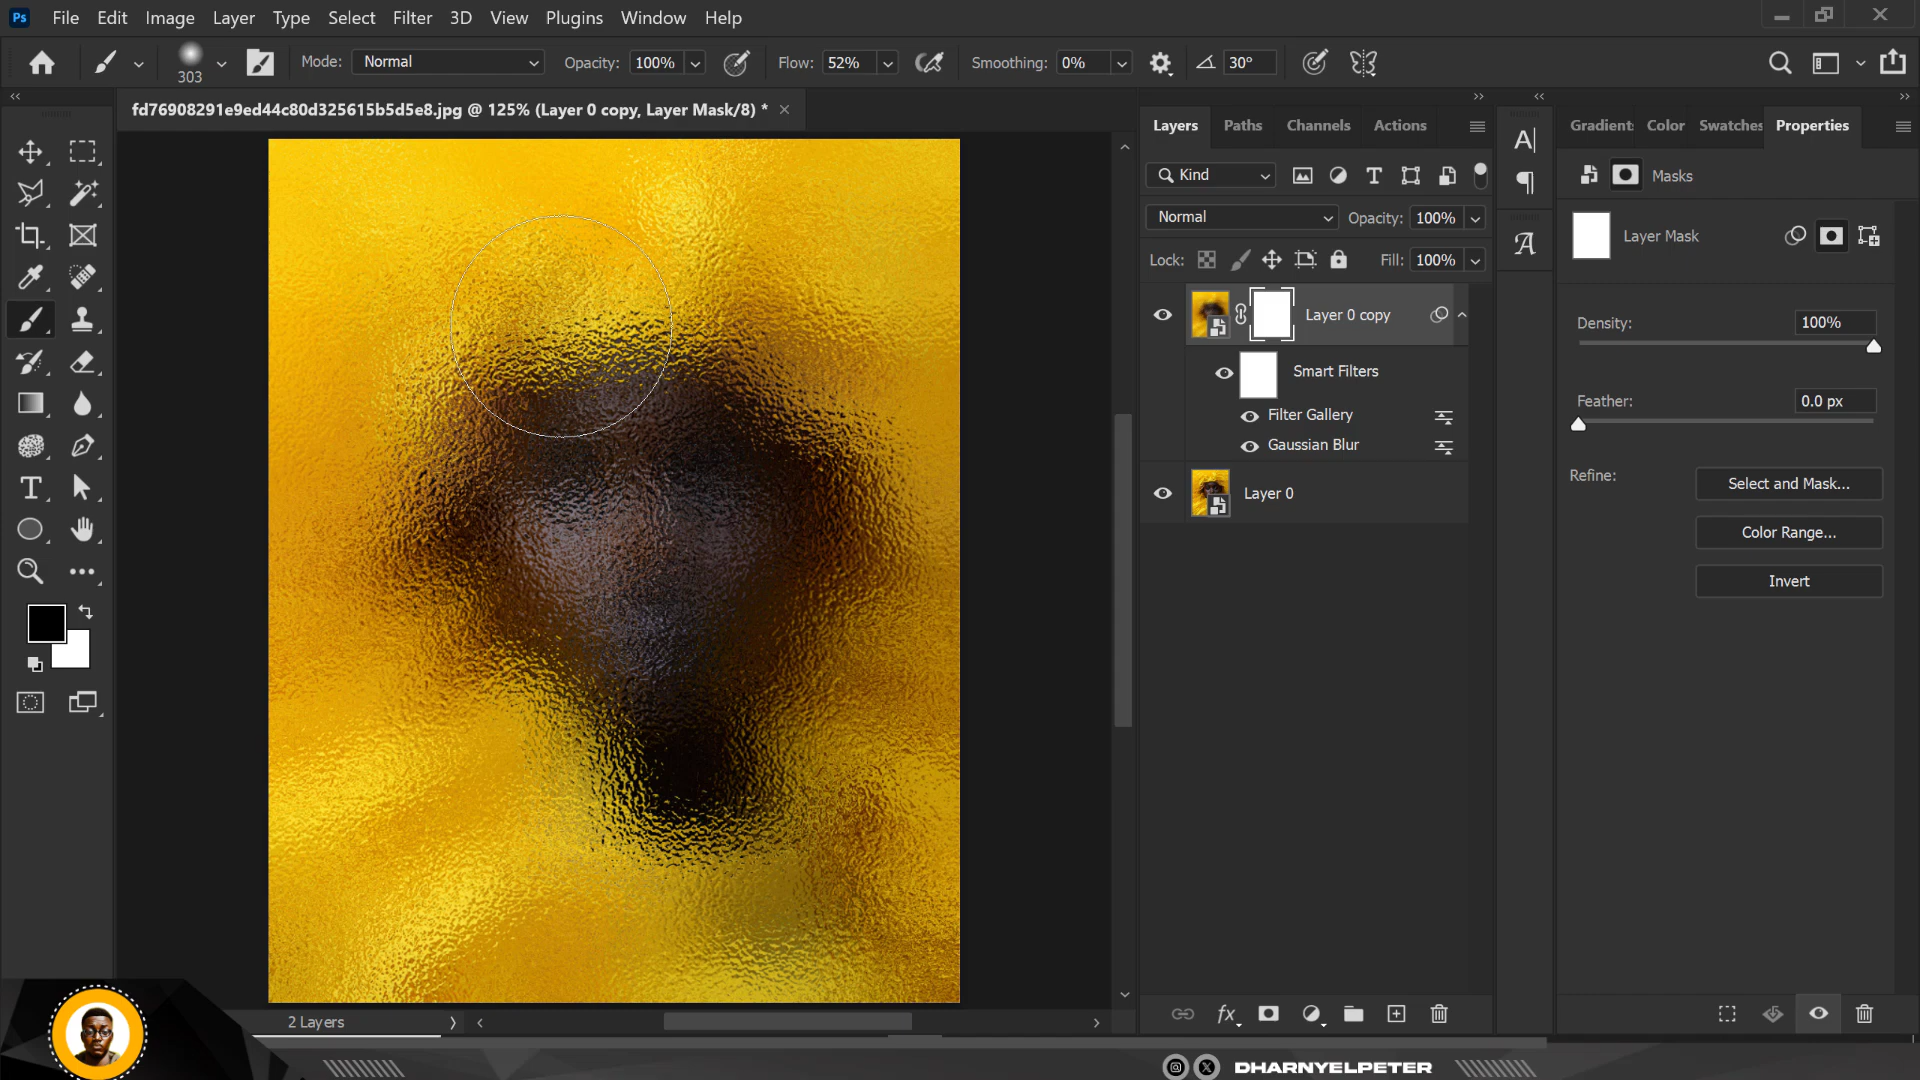 Ps File Edit Image Layer Type Select Filter 3D View Plugins Window Help
303 Mode: Normal Opacity: 100% Flow: 52% Smoothing: 0% 30°
fd76908291e9ed44c80d325615b5d5e8.jpg @ 125% (Layer 0 copy, Layer Mask/8) *
Layers Paths Channels Actions
Kind
Normal Opacity: 100%
Lock: Fill: 100%
Layer 0 copy
Smart Filters
Filter Gallery
Gaussian Blur
Layer 0
fx
Gradient Color Swatches Properties
Masks
Layer Mask
Density: 100%
Feather: 0.0 px
Refine: Select and Mask...
Color Range...
Invert
2 Layers
DHARNYELPETER